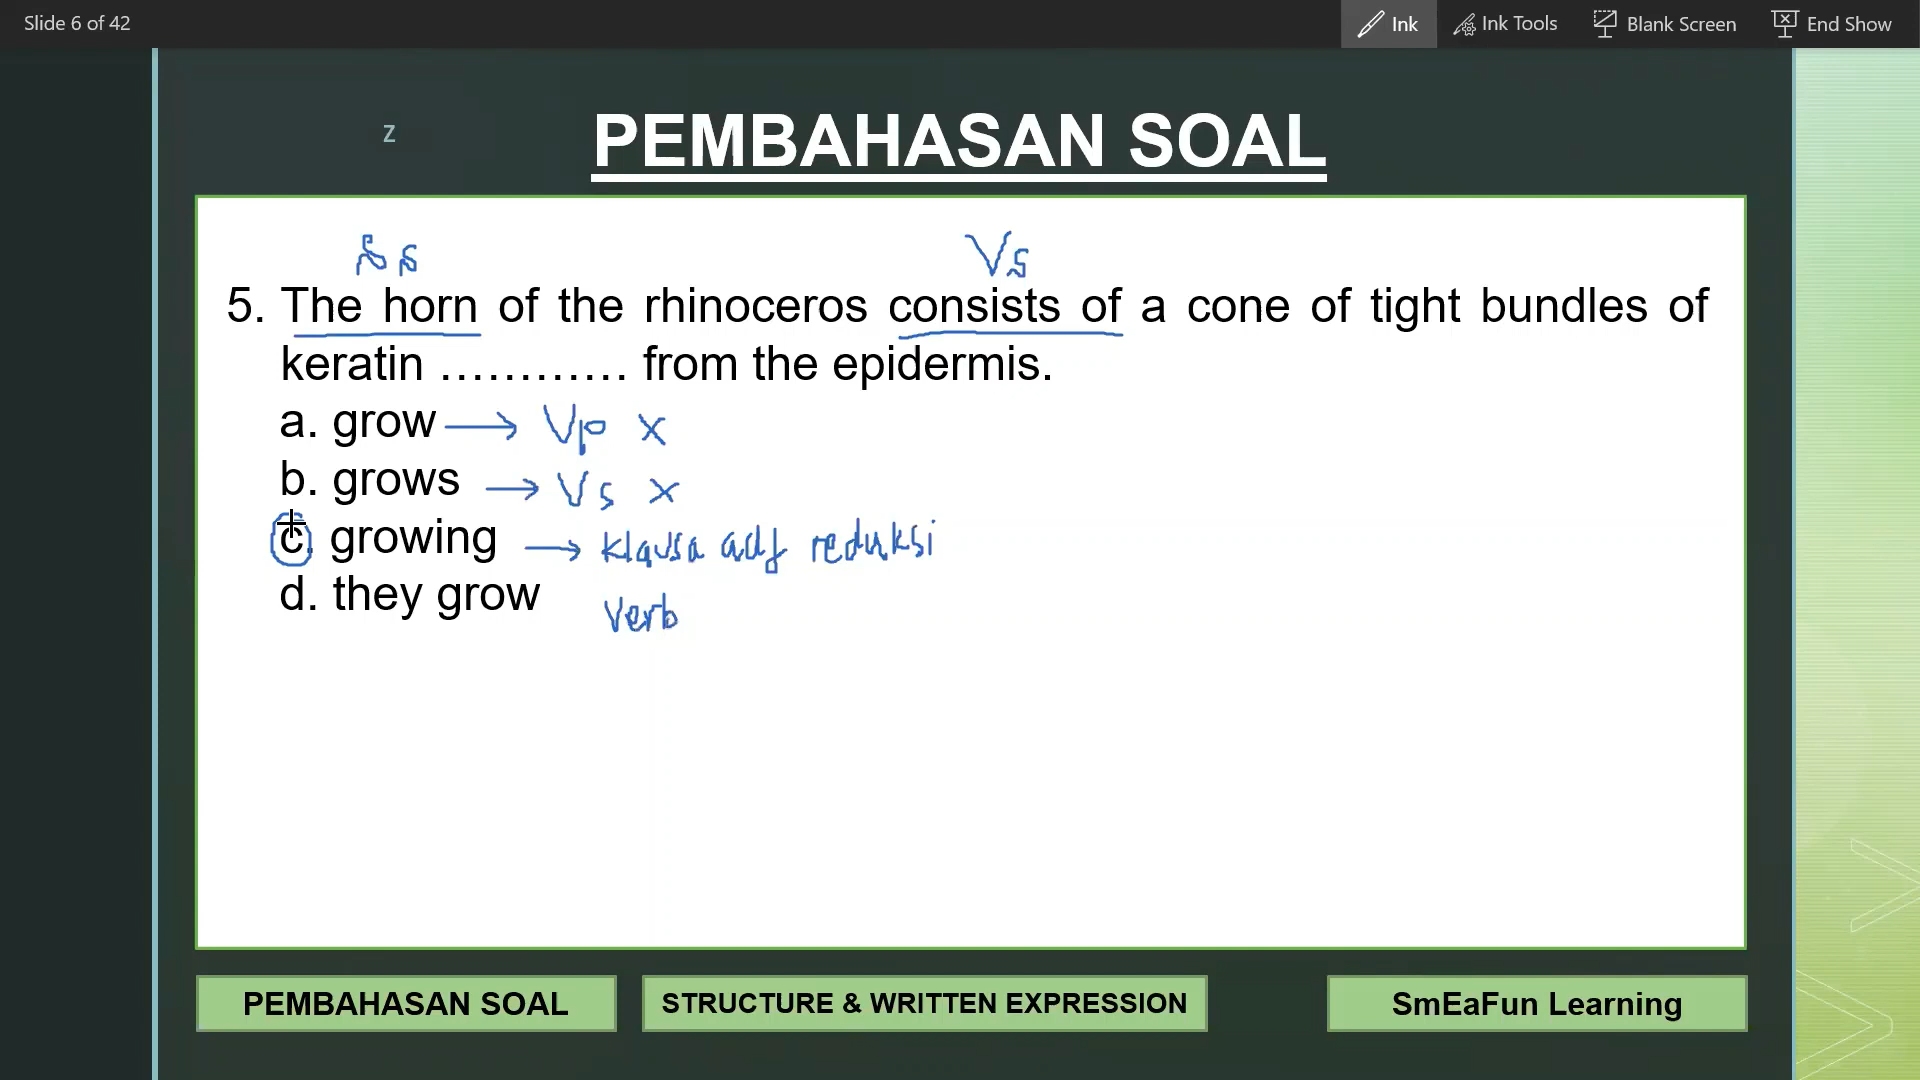 Slide 6 of 42
Ink
Ink Tools
Blank Screen
End Show
z
PEMBAHASAN SOAL
Ss
Vs
5. The horn of the rhinoceros consists of a cone of tight bundles of
keratin ………… from the epidermis.
a. grow → Vp x
b. grows → Vs x
c. growing → klausa adj reduksi
d. they grow
verb
PEMBAHASAN SOAL
STRUCTURE & WRITTEN EXPRESSION
SmEaFun Learning